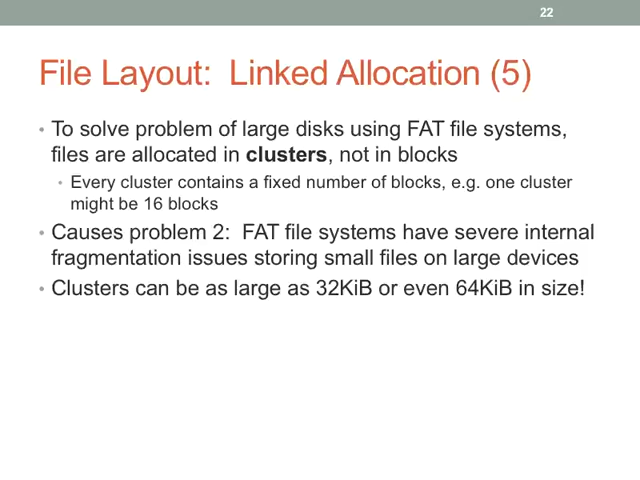 22
File Layout: Linked Allocation (5)
• To solve problem of large disks using FAT file systems,
files are allocated in clusters, not in blocks
• Every cluster contains a fixed number of blocks, e.g. one cluster
might be 16 blocks
• Causes problem 2: FAT file systems have severe internal
fragmentation issues storing small files on large devices
• Clusters can be as large as 32KiB or even 64KiB in size!